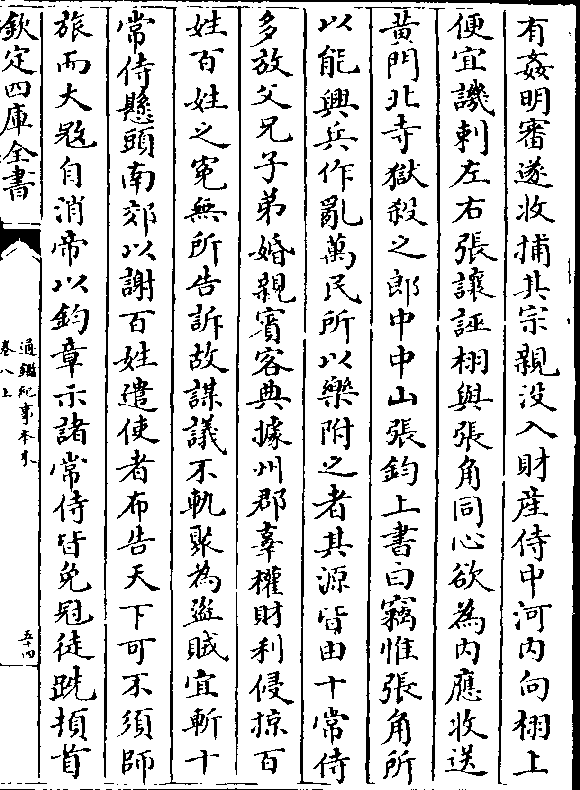 有姦明審遂收捕其宗親没入財産侍中河内向栩上
便宜譏刺左右張讓誣栩與張角同心欲為内應收送
黄門北寺獄殺之郎中中山張鈞上書曰竊惟張角所
以能興兵作亂萬民所以樂附之者其源皆由十常侍
多放父兄子弟婚親賓客典據州郡辜權財利侵掠百
姓百姓之寃無所告訴故謀議不軌聚為盗賊宜斬十
常侍懸頭南郊以謝百姓遣使者布告天下可不須師
旅而大冦自消帝以鈞章示諸常侍皆免冠徒跣頓首
欽定四庫全書
通鑑紀事本末
卷八上
五十四